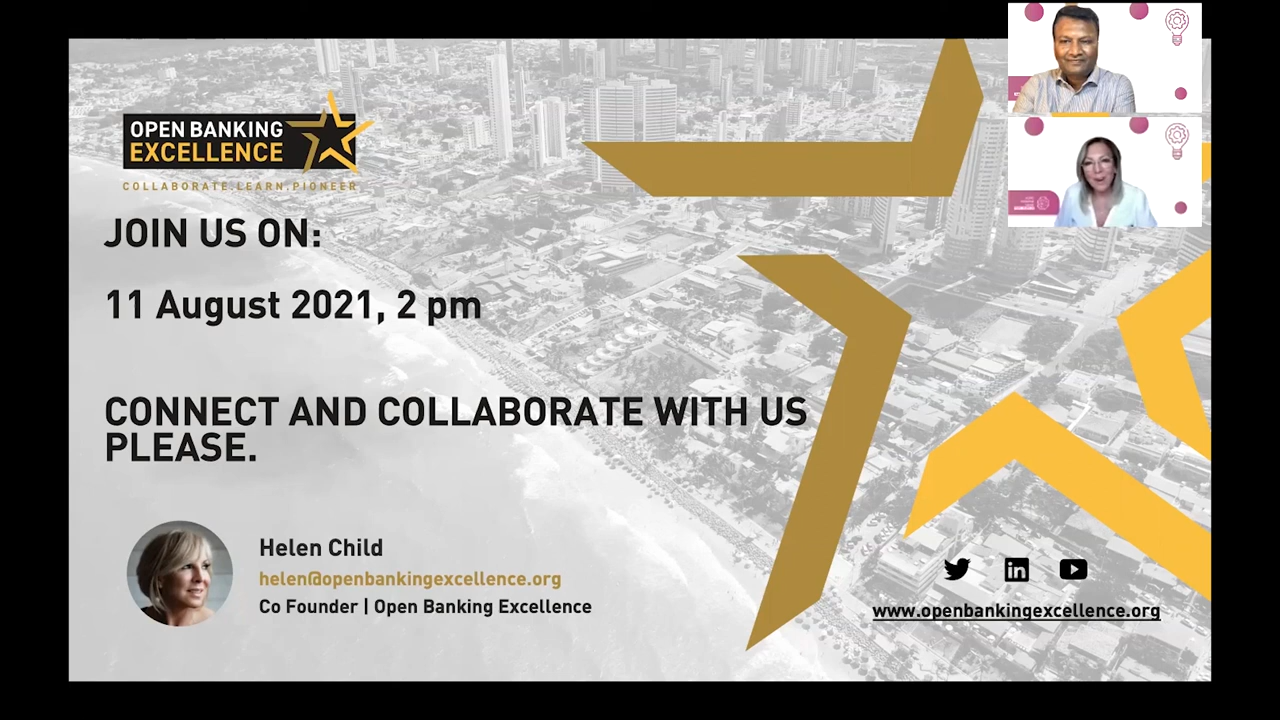 OPEN BANKING
EXCELLENCE
COLLABORATE.LEARN.PIONEER
JOIN US ON:
11 August 2021, 2 pm
CONNECT AND COLLABORATE WITH US
PLEASE.
Helen Child
helen@openbankingexcellence.org
Co Founder | Open Banking Excellence
www.openbankingexcellence.org